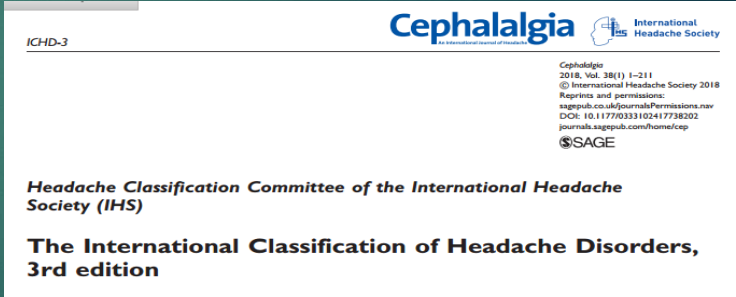 ICHD-3
Cephalalgia
An International Journal of Headache
IHS
International
Headache Society
Cephalalgia
2018, Vol. 38(1) 1–211
© International Headache Society 2018
Reprints and permissions:
sagepub.co.uk/journalsPermissions.nav
DOI: 10.1177/0333102417738202
journals.sagepub.com/home/cep
SAGE
Headache Classification Committee of the International Headache
Society (IHS)
The International Classification of Headache Disorders,
3rd edition